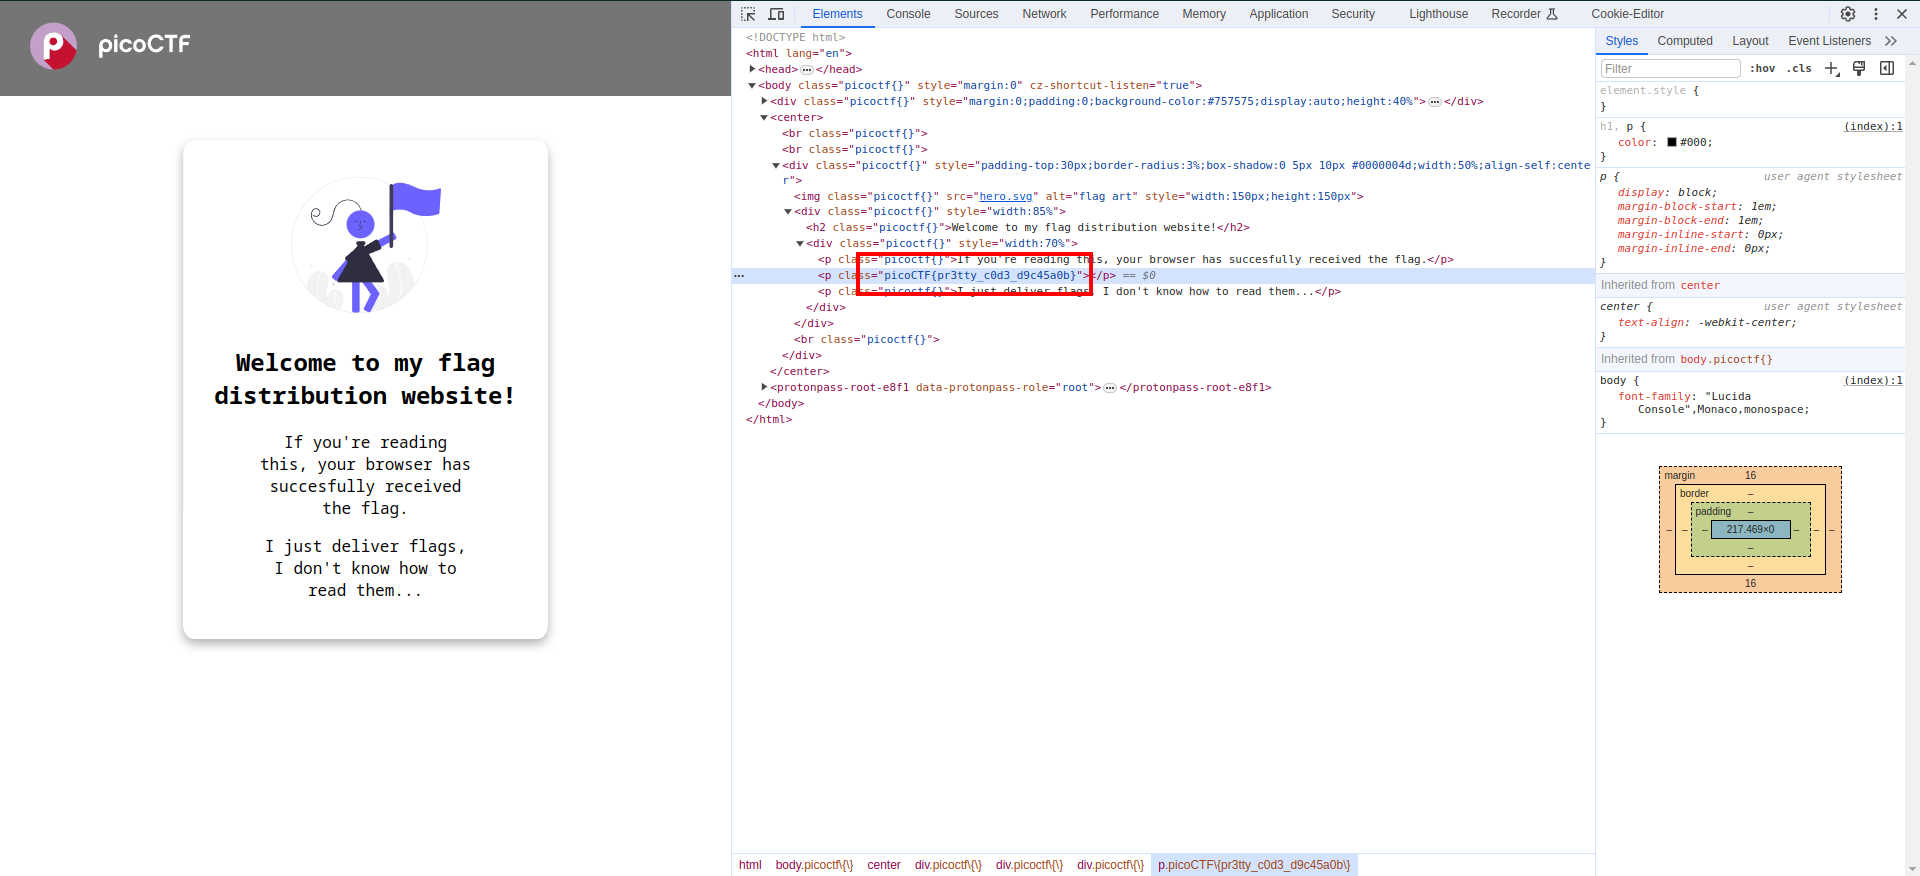 picoCTF
Welcome to my flag
distribution website!
If you're reading
this, your browser has
succesfully received
the flag.
I just deliver flags,
I don't know how to
read them...
Elements Console Sources Network Performance Memory Application Security Lighthouse Recorder Cookie-Editor
<!DOCTYPE html>
<html lang="en">
<head> ••• </head>
<body class="picoctf{}" style="margin:0" cz-shortcut-listen="true">
<div class="picoctf{}" style="margin:0;padding:0;background-color:#757575;display:auto;height:40%"> ••• </div>
<center>
<br class="picoctf{}">
<br class="picoctf{}">
<div class="picoctf{}" style="padding-top:30px;border-radius:3%;box-shadow:0 5px 10px #0000004d;width:50%;align-self:cente
r">
<img class="picoctf{}" src="hero.svg" alt="flag art" style="width:150px;height:150px">
<div class="picoctf{}" style="width:85%">
<h2 class="picoctf{}">Welcome to my flag distribution website!</h2>
<div class="picoctf{}" style="width:70%">
<p class="picoctf{}">If you're reading this, your browser has succesfully received the flag.</p>
••• <p class="picoCTF{pr3tty_c0d3_d9c45a0b}"></p> == $0
<p class="picoctf{}">I just deliver flags, I don't know how to read them...</p>
</div>
</div>
<br class="picoctf{}">
</div>
</center>
<protonpass-root-e8f1 data-protonpass-role="root"> ••• </protonpass-root-e8f1>
</body>
</html>
html body.picoctf\{\} center div.picoctf\{\} div.picoctf\{\} div.picoctf\{\} p.picoCTF\{pr3tty_c0d3_d9c45a0b\}
Styles Computed Layout Event Listeners
Filter :hov .cls
element.style {
}
h1, p { (index):1
color: #000;
}
p { user agent stylesheet
display: block;
margin-block-start: 1em;
margin-block-end: 1em;
margin-inline-start: 0px;
margin-inline-end: 0px;
}
Inherited from center
center { user agent stylesheet
text-align: -webkit-center;
}
Inherited from body.picoctf{}
body { (index):1
font-family: "Lucida
Console",Monaco,monospace;
}
margin 16
border –
padding –
– – – 217.469×0 – – –
–
–
16